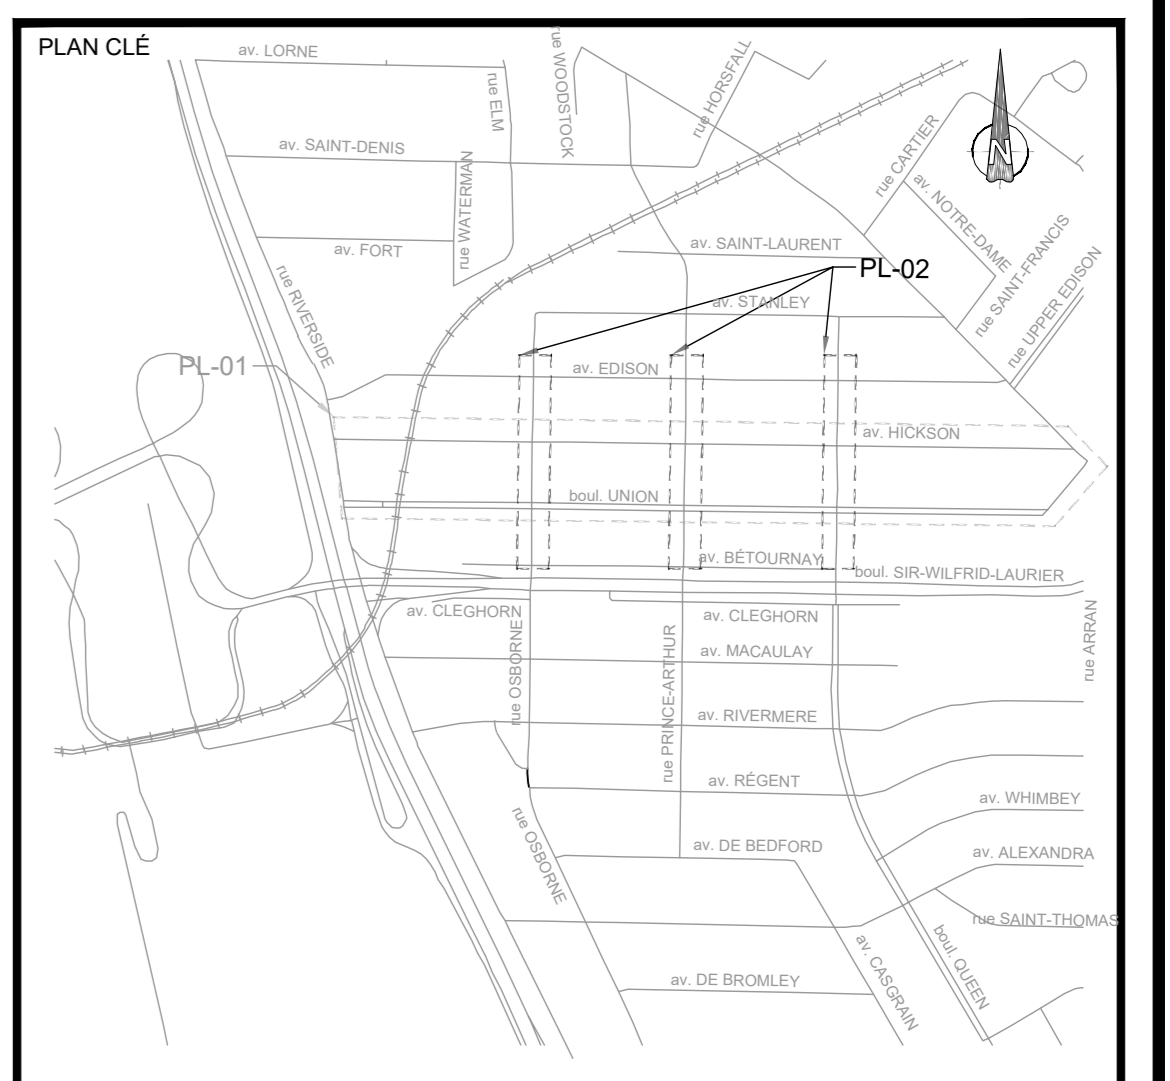 PLAN CLÉ
av. LORNE
rue WOODSTOCK
rue HORSFALL
rue ELM
N
rue CARTIER
av. SAINT-DENIS
rue WATERMAN
av. NOTRE-DAME
av. FORT
av. SAINT-LAURENT
rue SAINT-FRANCIS
rue UPPER EDISON
PL-02
rue RIVERSIDE
av. STANLEY
PL-01
av. EDISON
av. HICKSON
boul. UNION
av. BÉTOURNAY
boul. SIR-WILFRID-LAURIER
av. CLEGHORN
av. CLEGHORN
rue ARRAN
rue OSBORNE
rue PRINCE-ARTHUR
av. MACAULAY
av. RIVERMERE
av. RÉGENT
av. WHIMBEY
rue OSBORNE
av. DE BEDFORD
av. ALEXANDRA
rue SAINT-THOMAS
av. CASGRAIN
boul. QUEEN
av. DE BROMLEY